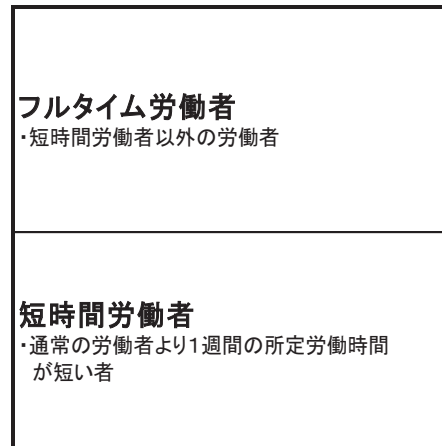 フルタイム労働者
・短時間労働者以外の労働者
短時間労働者
・通常の労働者より1週間の所定労働時間
が短い者